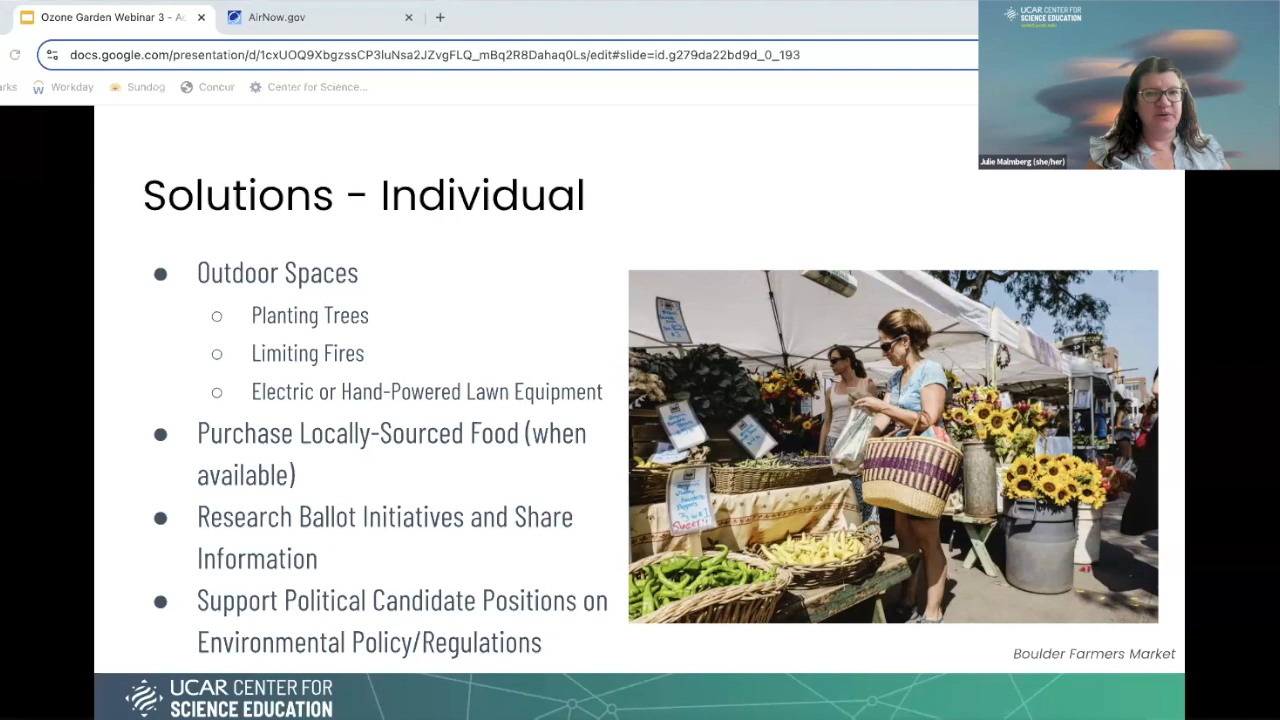 Ozone Garden Webinar 3 - Ac
AirNow.gov
docs.google.com/presentation/d/1cxUOQ9XbgzssCP3luNsa2JZvgFLQ_mBq2R8Dahaq0Ls/edit#slide=id.g279da22bd9d_0_193
arks
Workday
Sundog
Concur
Center for Science...
UCAR CENTER FOR
SCIENCE EDUCATION
Julie Malmberg (she/her)
Solutions - Individual
Outdoor Spaces
Planting Trees
Limiting Fires
Electric or Hand-Powered Lawn Equipment
Purchase Locally-Sourced Food (when
available)
Research Ballot Initiatives and Share
Information
Support Political Candidate Positions on
Environmental Policy/Regulations
Boulder Farmers Market
UCAR CENTER FOR
SCIENCE EDUCATION